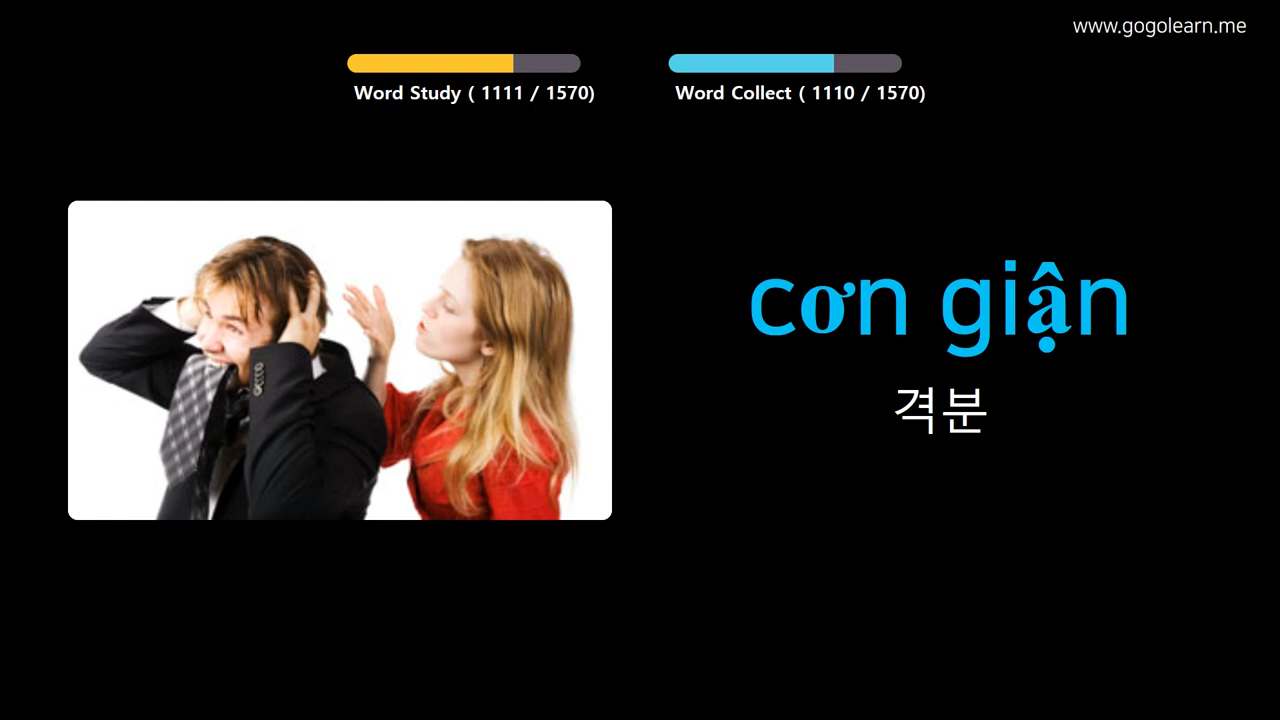 www.gogolearn.me
Word Study ( 1111 / 1570)
Word Collect ( 1110 / 1570)
cơn giận
격분